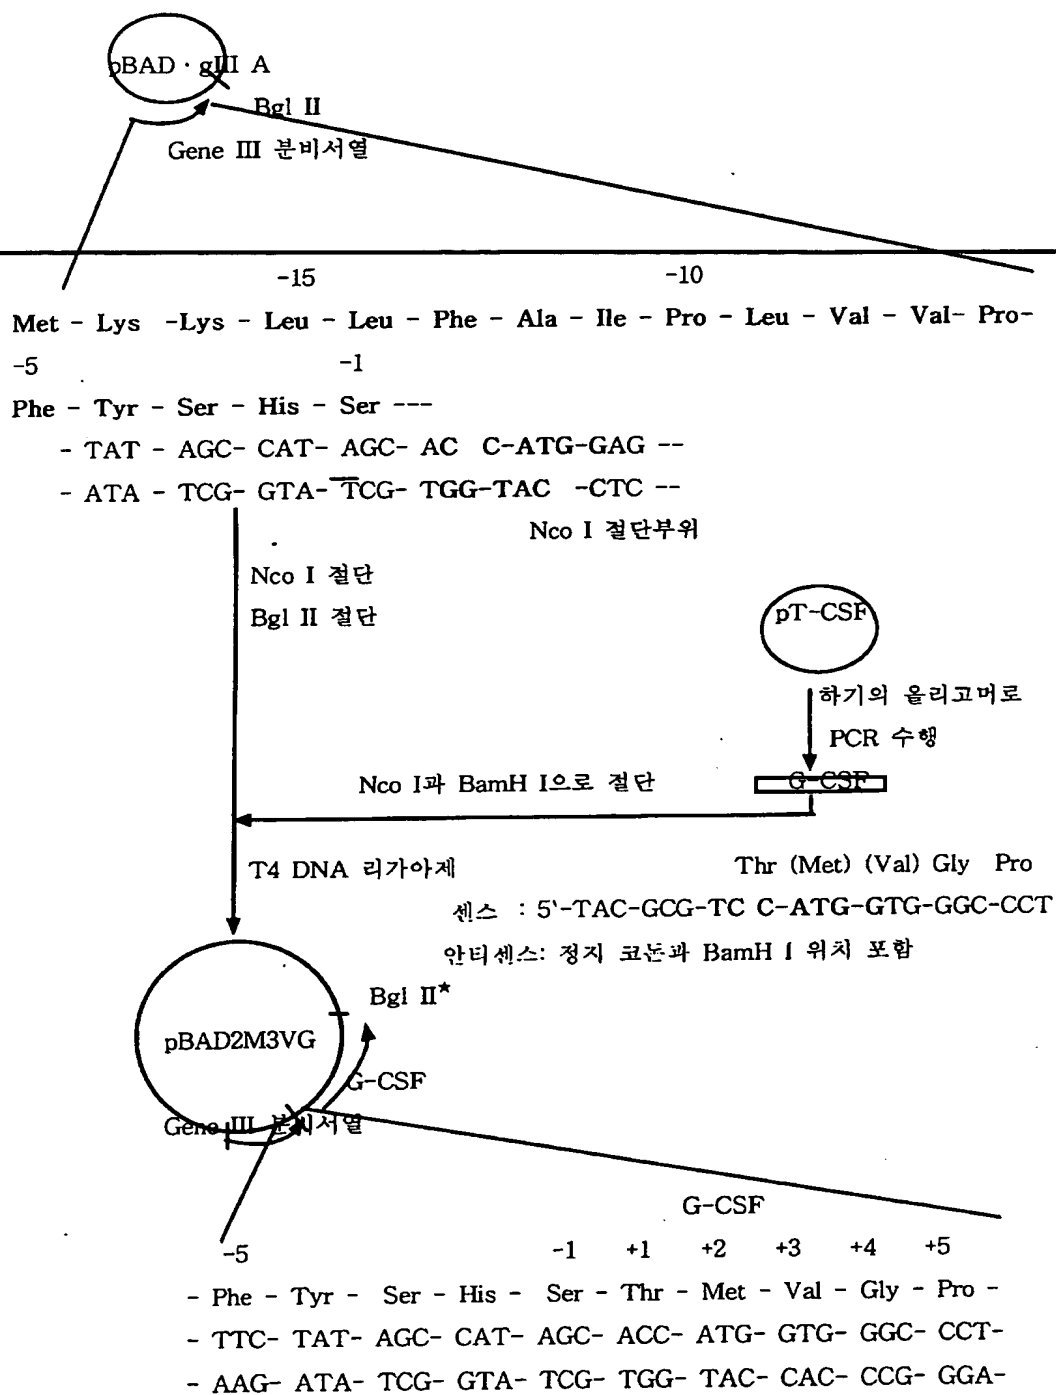 pBAD · gIII A
Bgl II
Gene III 분비서열
-15 -10
Met - Lys -Lys - Leu - Leu - Phe - Ala - Ile - Pro - Leu - Val - Val- Pro-
-5 -1
Phe - Tyr - Ser - His - Ser ---
- TAT - AGC- CAT- AGC- AC C-ATG-GAG --
- ATA - TCG- GTA- TCG- TGG-TAC -CTC --
Nco I 절단부위
Nco I 절단
Bgl II 절단
pT-CSF
하기의 올리고머로
PCR 수행
G-CSF
Nco I과 BamH I으로 절단
T4 DNA 리가아제
Thr (Met) (Val) Gly Pro
센스 : 5'-TAC-GCG-TC C-ATG-GTG-GGC-CCT
안티센스: 정지 코돈과 BamH I 위치 포함
Bgl II★
pBAD2M3VG
G-CSF
Gene III 분비서열
G-CSF
-5 -1 +1 +2 +3 +4 +5
- Phe - Tyr - Ser - His - Ser - Thr - Met - Val - Gly - Pro -
- TTC- TAT- AGC- CAT- AGC- ACC- ATG- GTG- GGC- CCT-
- AAG- ATA- TCG- GTA- TCG- TGG- TAC- CAC- CCG- GGA-